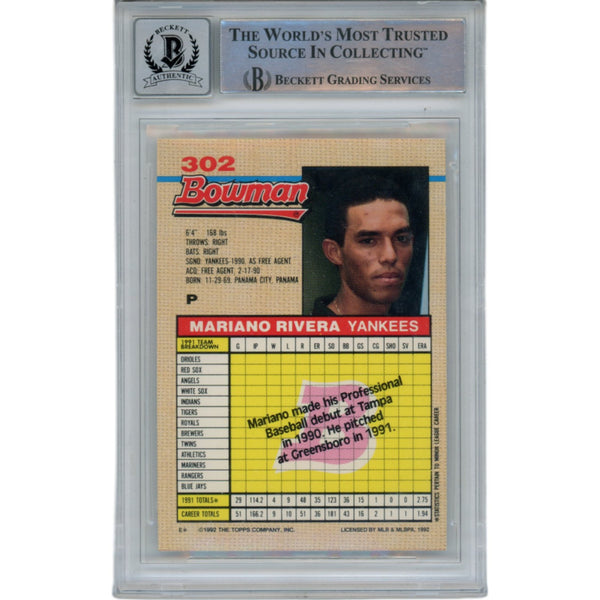 BECKETT
B
AUTHENTIC
THE WORLD'S MOST TRUSTED
SOURCE IN COLLECTING™
B BECKETT GRADING SERVICES
302
Bowman
6'4" 168 lbs
THROWS: RIGHT
BATS: RIGHT
SGND: YANKEES-1990, AS FREE AGENT
ACQ: FREE AGENT, 2-17-90
BORN: 11-29-69, PANAMA CITY, PANAMA
P
MARIANO RIVERA YANKEES
1991 TEAM BREAKDOWN G IP W L R ER SO BB GS CG SHO SV ERA
ORIOLES
RED SOX
ANGELS
WHITE SOX
INDIANS
TIGERS
ROYALS
BREWERS
TWINS
ATHLETICS
MARINERS
RANGERS
BLUE JAYS
B
Mariano made his Professional
Baseball debut at Tampa
in 1990. He pitched
at Greensboro in 1991.
1991 TOTALS* 29 114.2 4 9 48 35 123 36 15 1 0 0 2.75
CAREER TOTALS 51 166.2 9 10 51 36 181 43 16 2 1 1.94
*STATISTICS PERTAIN TO MINOR LEAGUE CAREER
E* ©1992 THE TOPPS COMPANY, INC. LICENSED BY MLB & MLBPA, 1992